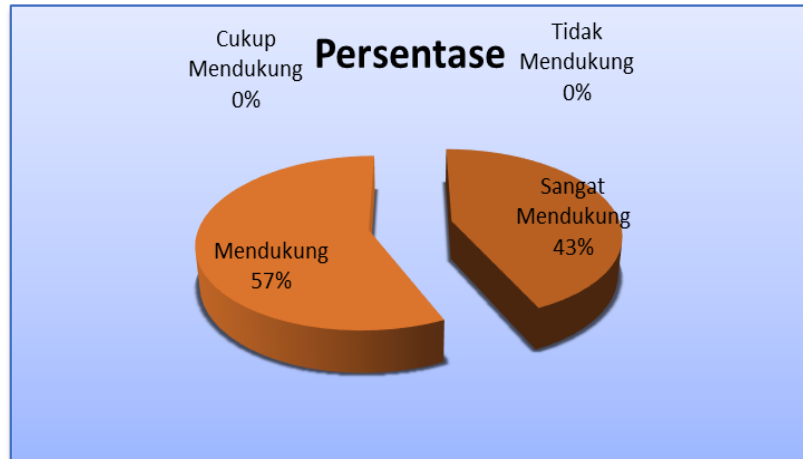 Persentase
Cukup
Mendukung
0%
Tidak
Mendukung
0%
Sangat
Mendukung
43%
Mendukung
57%